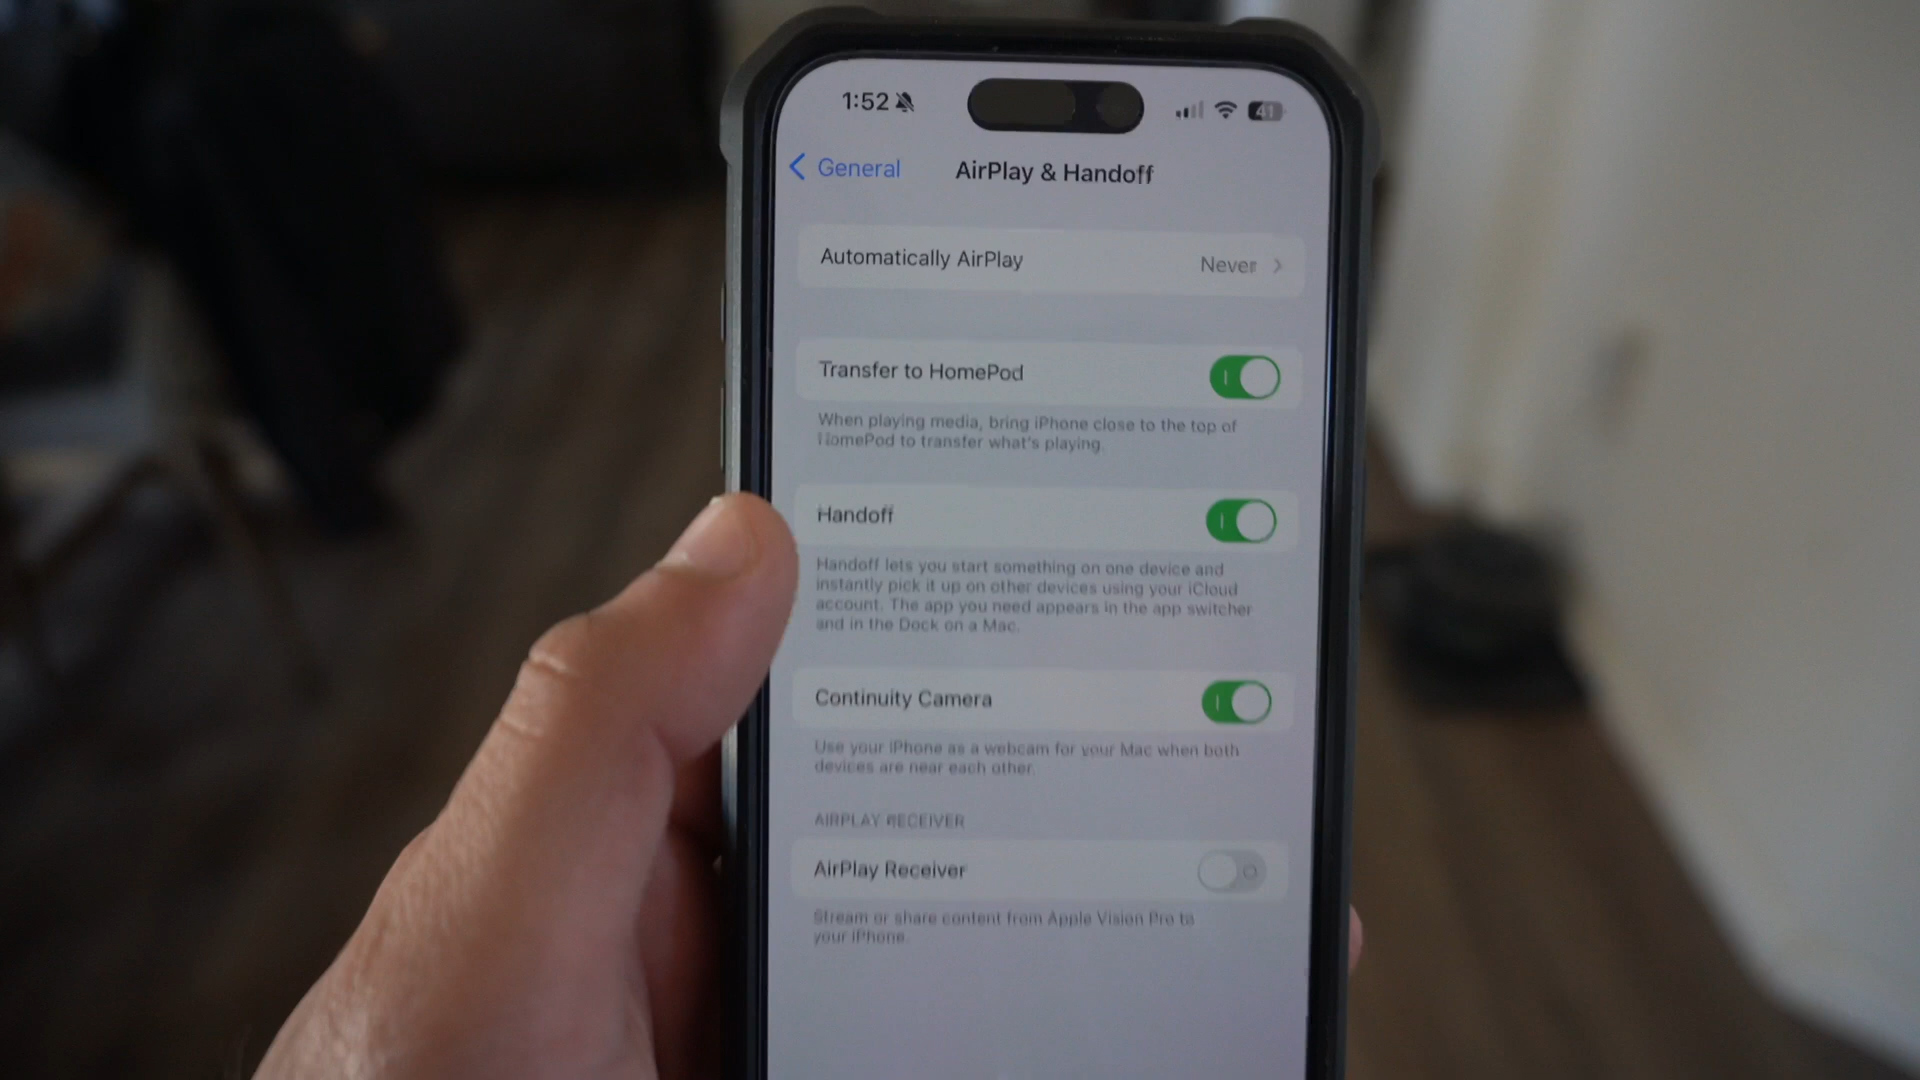 1:52
41
General
AirPlay & Handoff
Automatically AirPlay
Never
Transfer to HomePod
When playing media, bring iPhone close to the top of
HomePod to transfer what's playing.
Handoff
Handoff lets you start something on one device and
instantly pick it up on other devices using your iCloud
account. The app you need appears in the app switcher
and in the Dock on a Mac.
Continuity Camera
Use your iPhone as a webcam for your Mac when both
devices are near each other.
AIRPLAY RECEIVER
AirPlay Receiver
Stream or share content from Apple Vision Pro to
your iPhone.